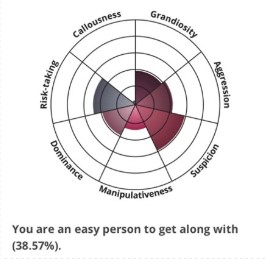 Callousness
Grandiosity
Risk-taking
Aggression
Dominance
Suspicion
Manipulativeness
You are an easy person to get along with
(38.57%).